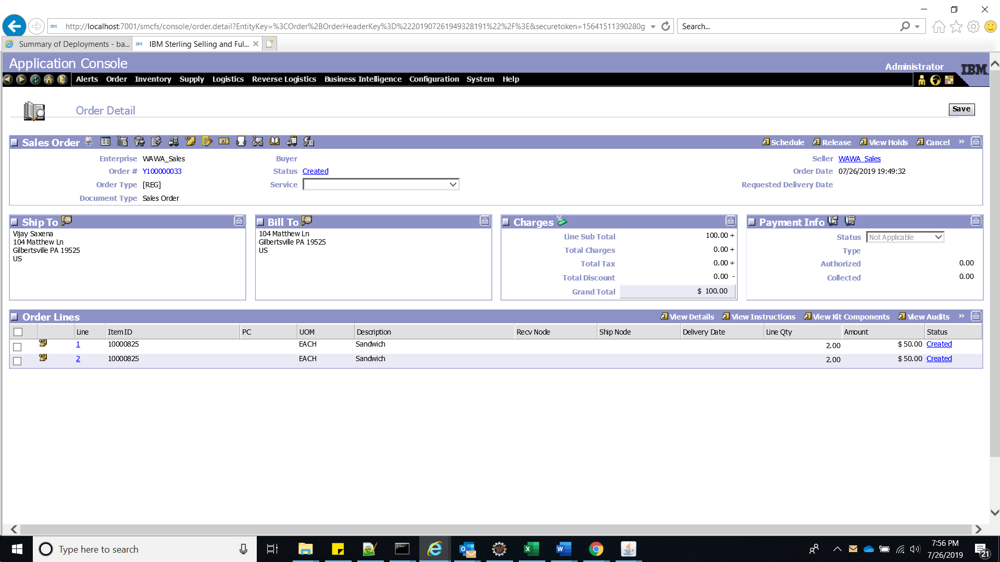 http://localhost:7001/smcfs/console/order.detail?EntityKey=%3COrder%2BOrderHeaderKey%3D%2220190726194932819​1%22%2F%3E&securetoken=15641511390280g
Search...
Summary of Deployments - ba...
IBM Sterling Selling and Ful...
Application Console
Administrator
IBM.
Alerts Order Inventory Supply Logistics Reverse Logistics Business Intelligence Configuration System Help
Order Detail
Save
Sales Order
Schedule Release View Holds Cancel »
Enterprise WAWA_Sales Buyer Seller WAWA_Sales
Order # Y100000033 Status Created Order Date 07/26/2019 19:49:32
Order Type [REG] Service Requested Delivery Date
Document Type Sales Order
Ship To
Vijay Saxena
104 Matthew Ln
Gilbertsville PA 19525
US
Bill To
104 Matthew Ln
Gilbertsville PA 19525
US
Charges
Line Sub Total 100.00 +
Total Charges 0.00 +
Total Tax 0.00 +
Total Discount 0.00 -
Grand Total $ 100.00
Payment Info
Status Not Applicable
Type
Authorized 0.00
Collected 0.00
Order Lines
View Details View Instructions View Kit Components View Audits »
Line Item ID PC UOM Description Recv Node Ship Node Delivery Date Line Qty Amount Status
1 10000825 EACH Sandwich 2.00 $ 50.00 Created
2 10000825 EACH Sandwich 2.00 $ 50.00 Created
Type here to search
7:56 PM
7/26/2019
21